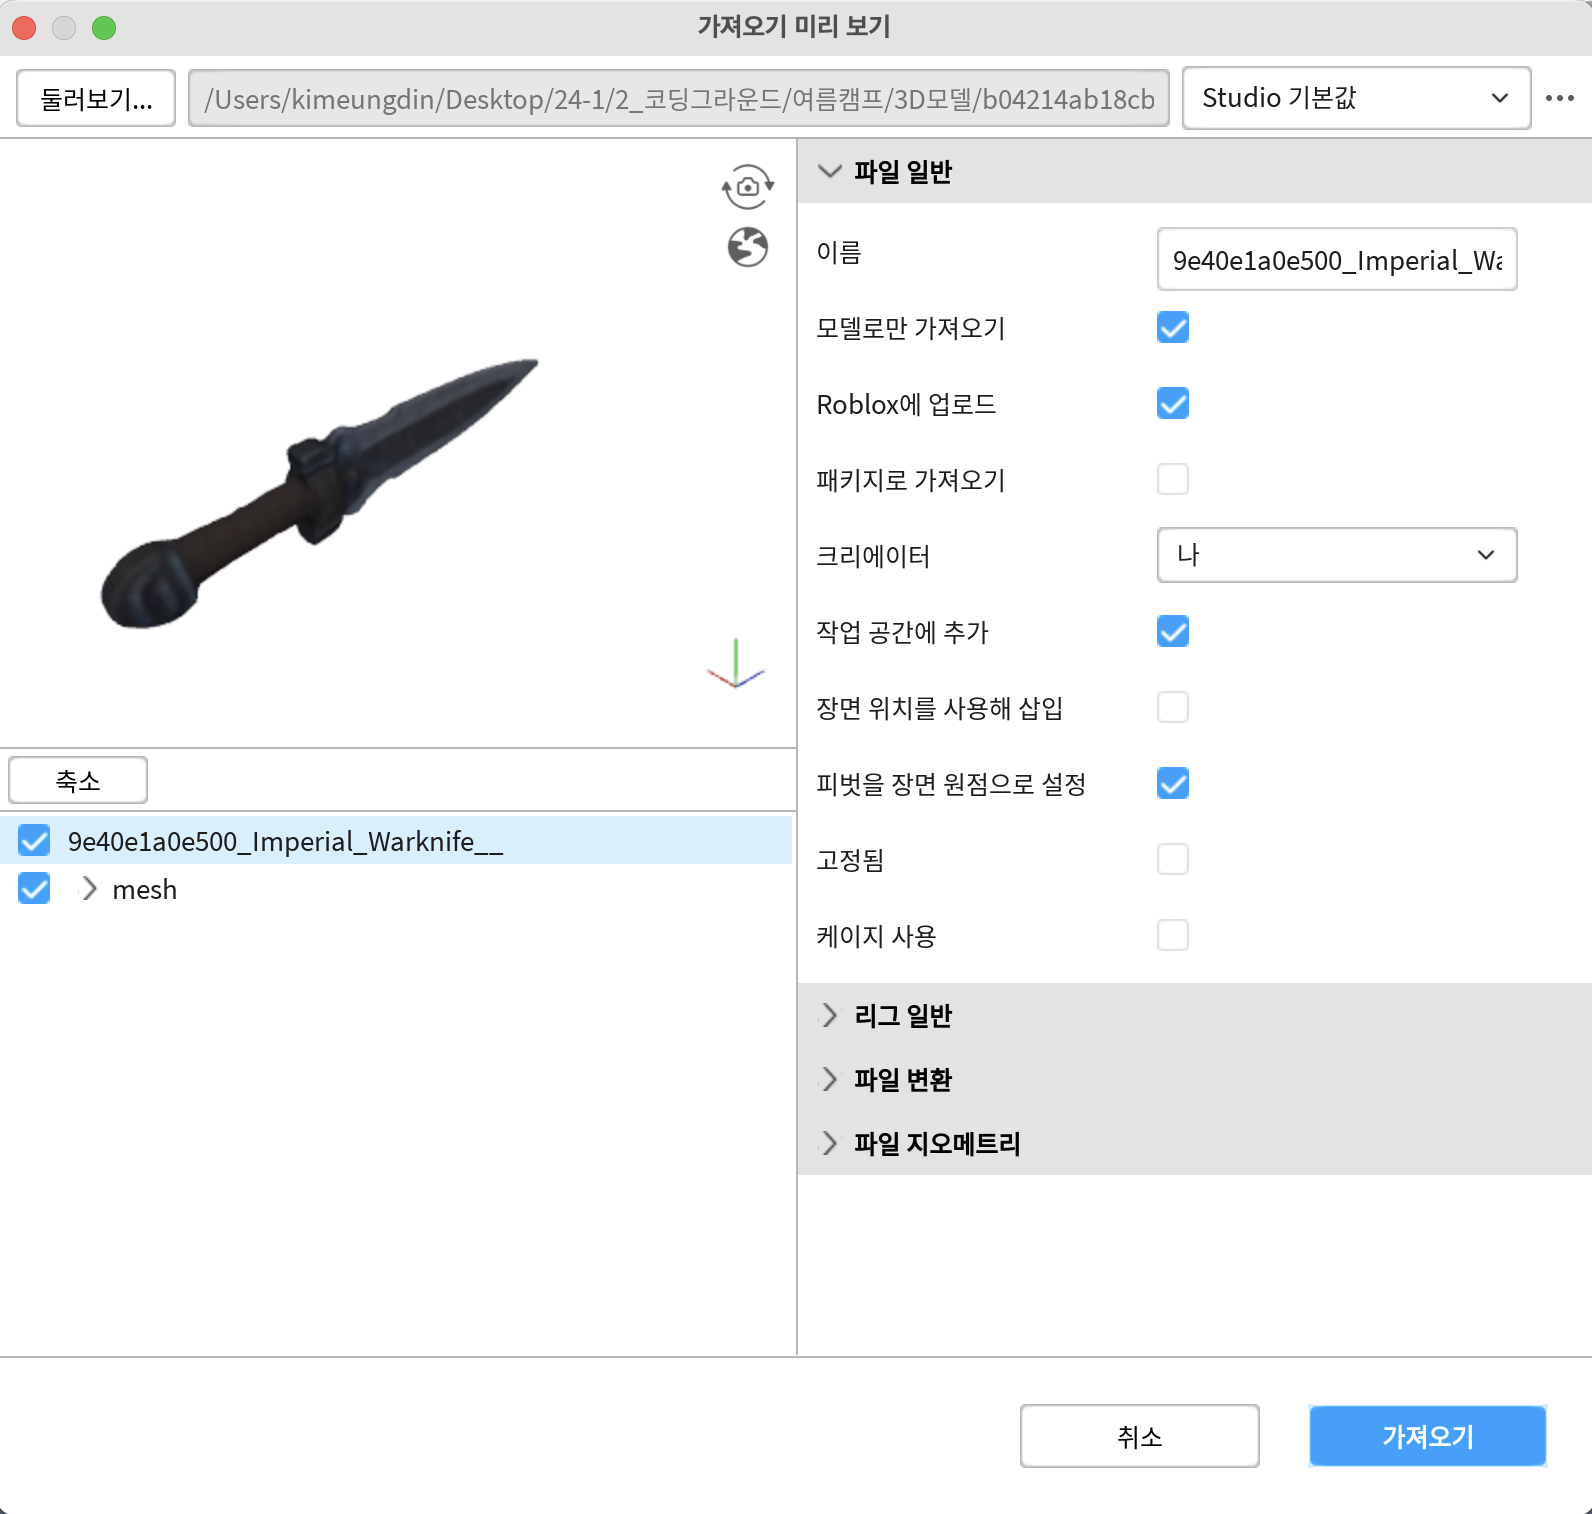 가져오기 미리 보기
둘러보기...
/Users/kimeungdin/Desktop/24-1/2_코딩그라운드/여름캠프/3D모델/b04214ab18cb
Studio 기본값
파일 일반
이름
9e40e1a0e500_Imperial_Wa
모델로만 가져오기
Roblox에 업로드
패키지로 가져오기
크리에이터
나
작업 공간에 추가
장면 위치를 사용해 삽입
피벗을 장면 원점으로 설정
고정됨
케이지 사용
리그 일반
파일 변환
파일 지오메트리
축소
9e40e1a0e500_Imperial_Warknife__
mesh
취소
가져오기